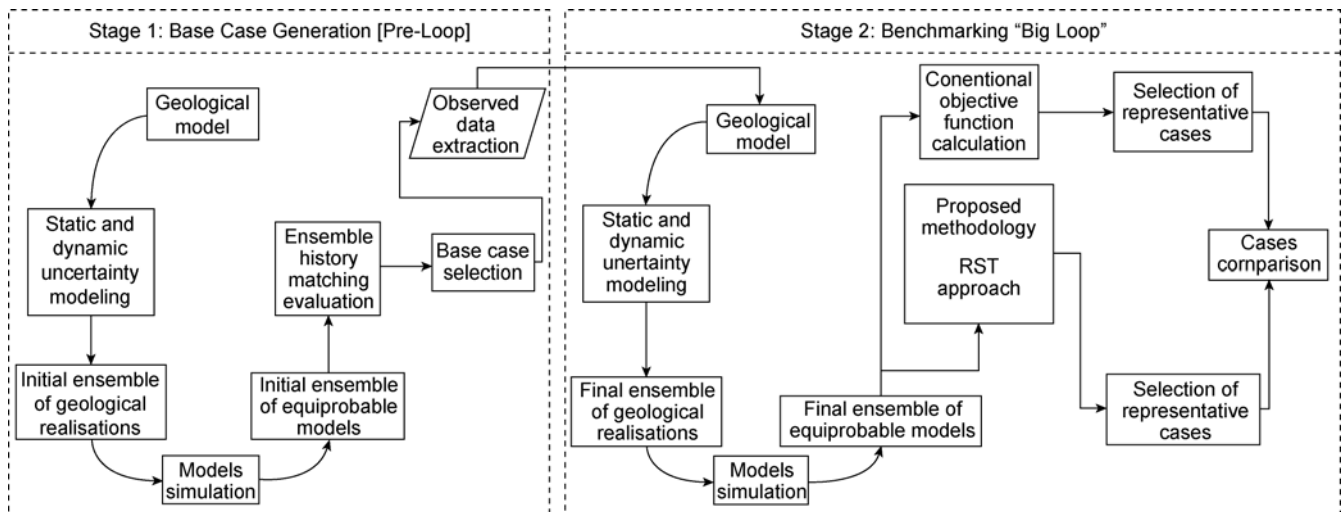 Stage 1: Base Case Generation [Pre-Loop]
Geological
model
Static and
dynamic
uncertainty
modeling
Initial ensemble
of geological
realisations
Models
simulation
Initial ensemble
of equiprobable
models
Ensemble
history
matching
evaluation
Base case
selection
Observed
data
extraction
Stage 2: Benchmarking “Big Loop”
Geological
model
Static and
dynamic
unertainty
modeling
Final ensemble
of geological
realisations
Models
simulation
Final ensemble of
equiprobable models
Conentional
objective
function
calculation
Selection of
representative
cases
Proposed
methodology
RST
approach
Selection of
representative
cases
Cases
cornparison